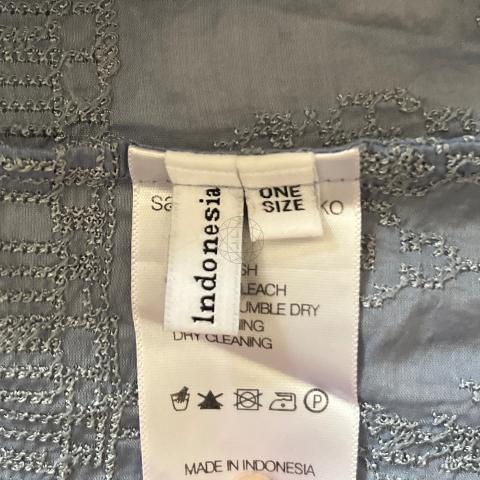 Indonesia
ONE
SIZE
SH
LEACH
UMBLE DRY
ING
DRY CLEANING
MADE IN INDONESIA